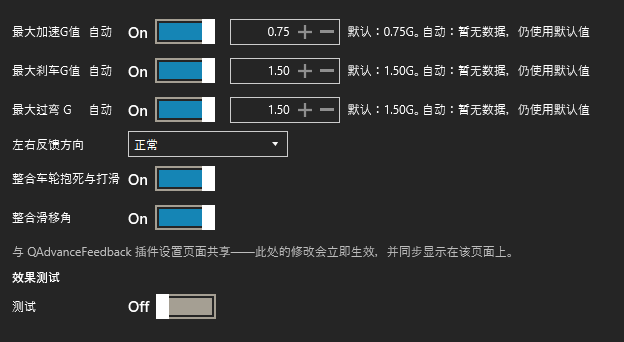 最大加速G值 自动 On 0.75 默认：0.75G。自动：暂无数据，仍使用默认值
最大刹车G值 自动 On 1.50 默认：1.50G。自动：暂无数据，仍使用默认值
最大过弯 G 自动 On 1.50 默认：1.50G。自动：暂无数据，仍使用默认值
左右反馈方向 正常
整合车轮抱死与打滑 On
整合滑移角 On
与 QAdvanceFeedback 插件设置页面共享——此处的修改会立即生效，并同步显示在该页面上。
效果测试
测试 Off